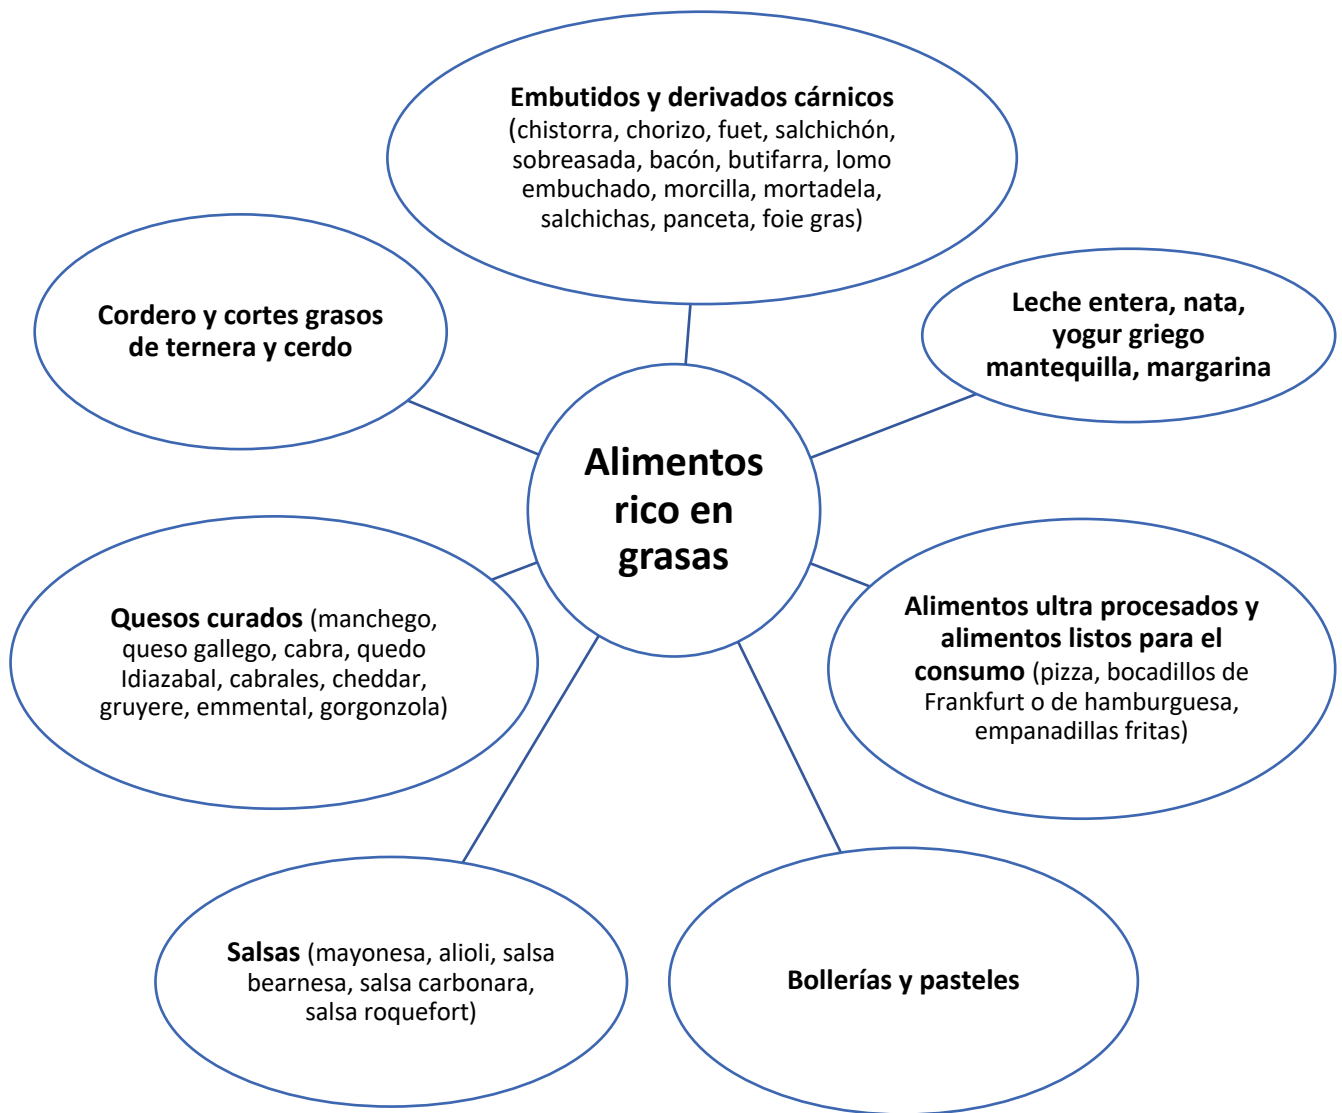 Embutidos y derivados cárnicos
(chistorra, chorizo, fuet, salchichón,
sobreasada, bacón, butifarra, lomo
embuchado, morcilla, mortadela,
salchichas, panceta, foie gras)
Cordero y cortes grasos
de ternera y cerdo
Leche entera, nata,
yogur griego
mantequilla, margarina
Alimentos
rico en
grasas
Quesos curados (manchego,
queso gallego, cabra, quedo
Idiazabal, cabrales, cheddar,
gruyere, emmental, gorgonzola)
Alimentos ultra procesados y
alimentos listos para el
consumo (pizza, bocadillos de
Frankfurt o de hamburguesa,
empanadillas fritas)
Salsas (mayonesa, alioli, salsa
bearnesa, salsa carbonara,
salsa roquefort)
Bollerías y pasteles